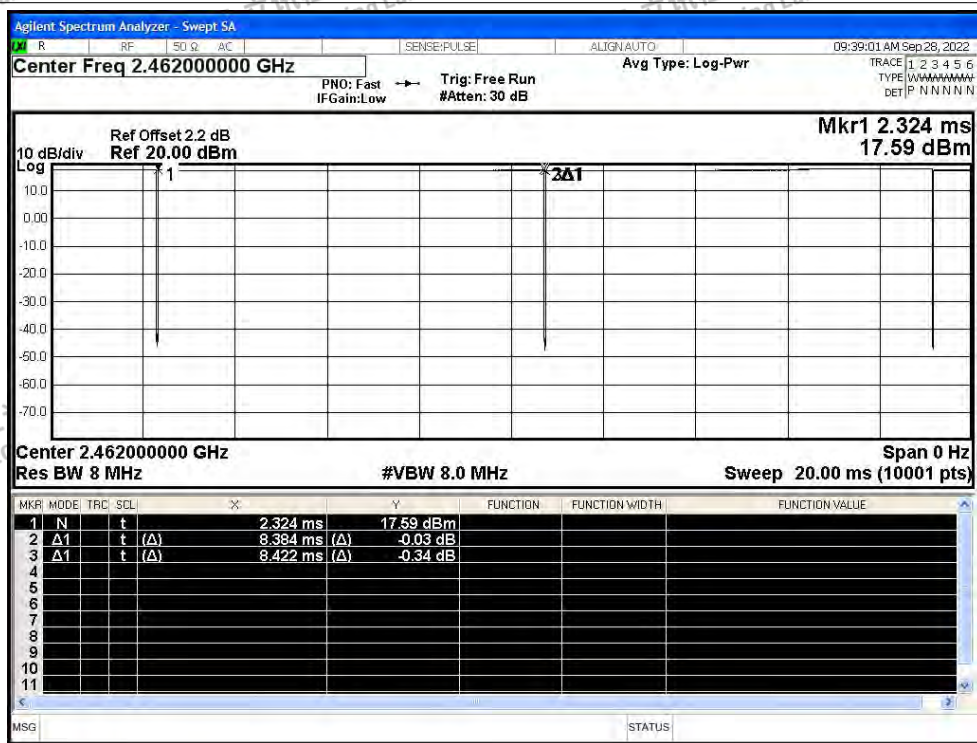 Agilent Spectrum Analyzer - Swept SA
LXI R RF 50 Ω AC SENSE:PULSE ALIGN AUTO 09:39:01 AM Sep 28, 2022
Center Freq 2.462000000 GHz
PNO: Fast
IFGain:Low
Trig: Free Run
#Atten: 30 dB
Avg Type: Log-Pwr
TRACE 1 2 3 4 5 6
TYPE WWWWWW
DET P N N N N N
Mkr1 2.324 ms
17.59 dBm
Ref Offset 2.2 dB
10 dB/div Ref 20.00 dBm
Log
1
3Δ1
10.0
0.00
-10.0
-20.0
-30.0
-40.0
-50.0
-60.0
-70.0
Center 2.462000000 GHz Span 0 Hz
Res BW 8 MHz #VBW 8.0 MHz Sweep 20.00 ms (10001 pts)
MKR MODE TRC SCL X Y FUNCTION FUNCTION WIDTH FUNCTION VALUE
1 N t 2.324 ms 17.59 dBm
2 Δ1 t (Δ) 8.384 ms (Δ) -0.03 dB
3 Δ1 t (Δ) 8.422 ms (Δ) -0.34 dB
4
5
6
7
8
9
10
11
MSG STATUS